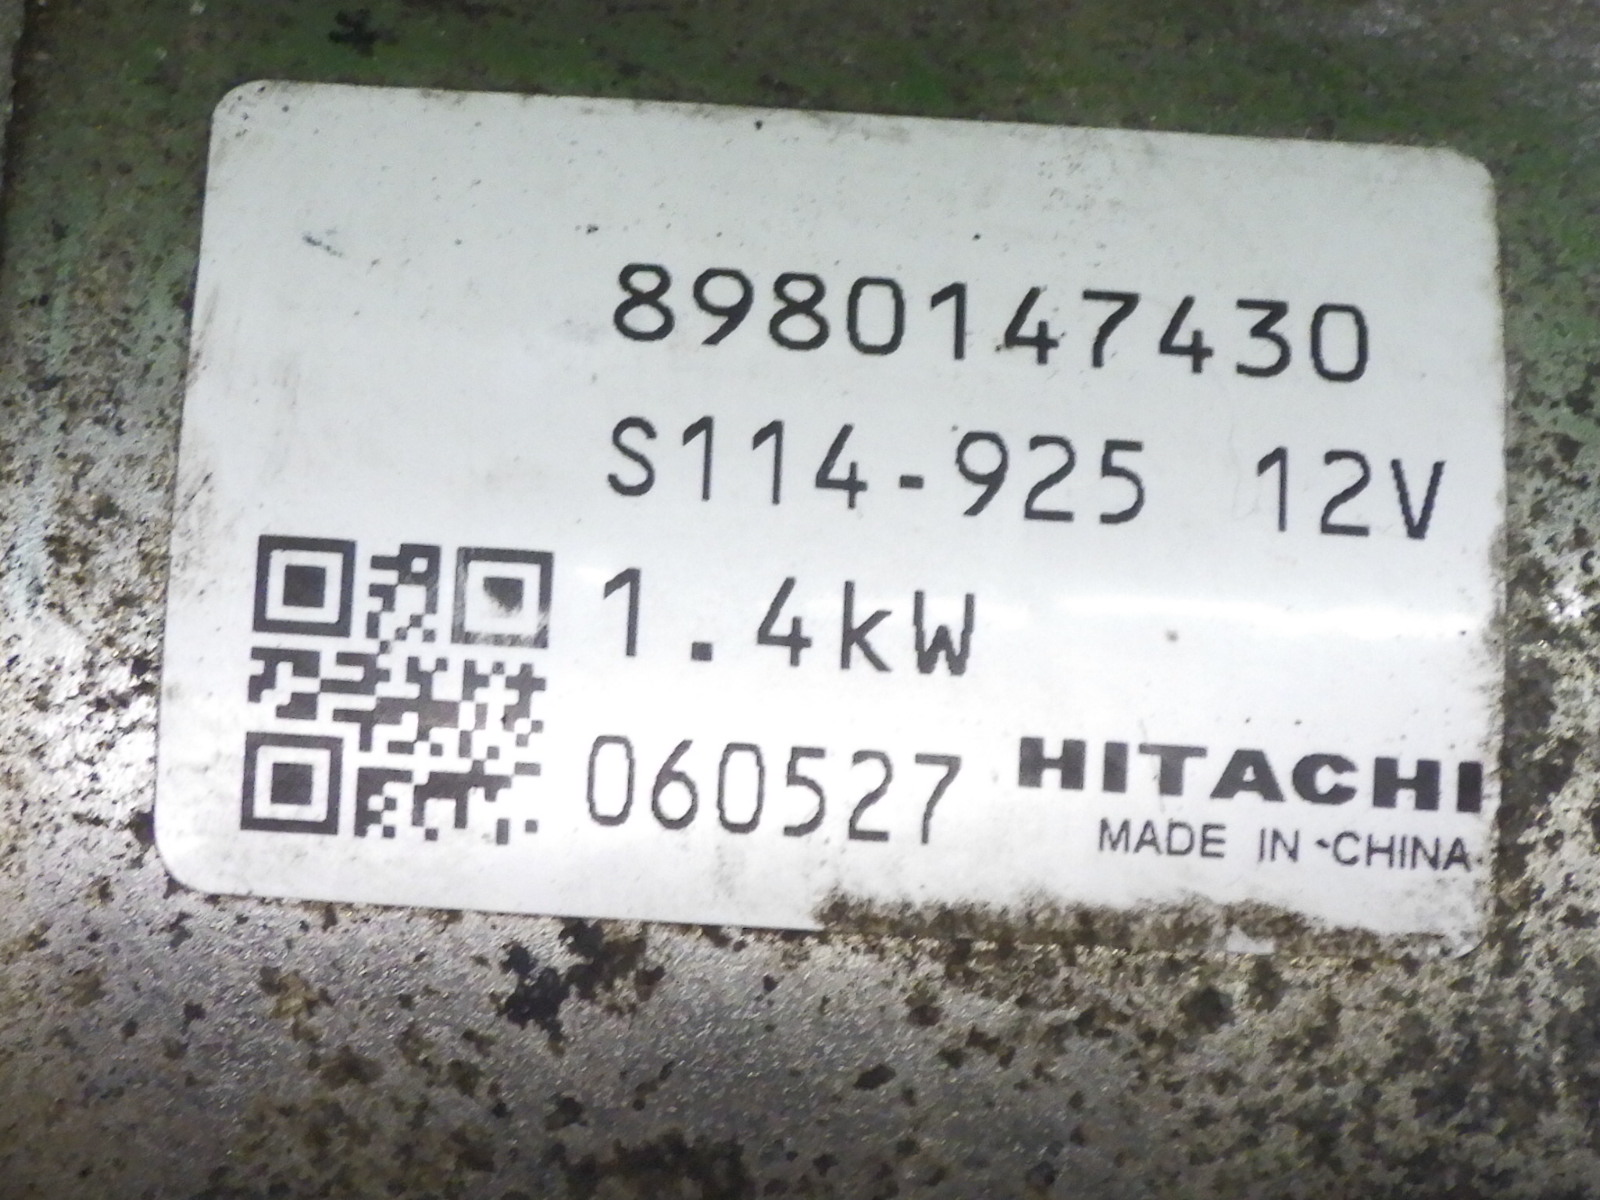 8980147430
S114-925 12V
1.4kW
060527 HITACHI
MADE IN CHINA